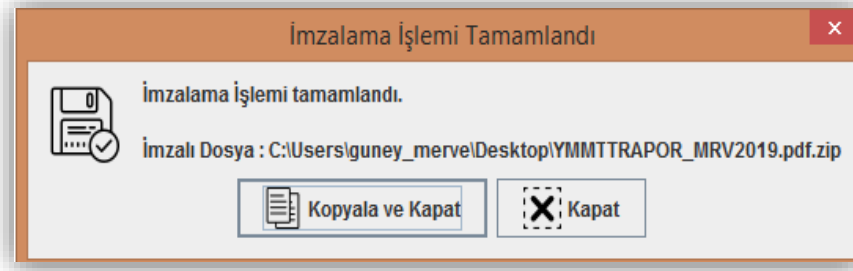 İmzalama İşlemi Tamamlandı
İmzalama İşlemi tamamlandı.
İmzalı Dosya : C:\Users\guney_merve\Desktop\YMMTTRAPOR_MRV2019.pdf.zip
Kopyala ve Kapat Kapat